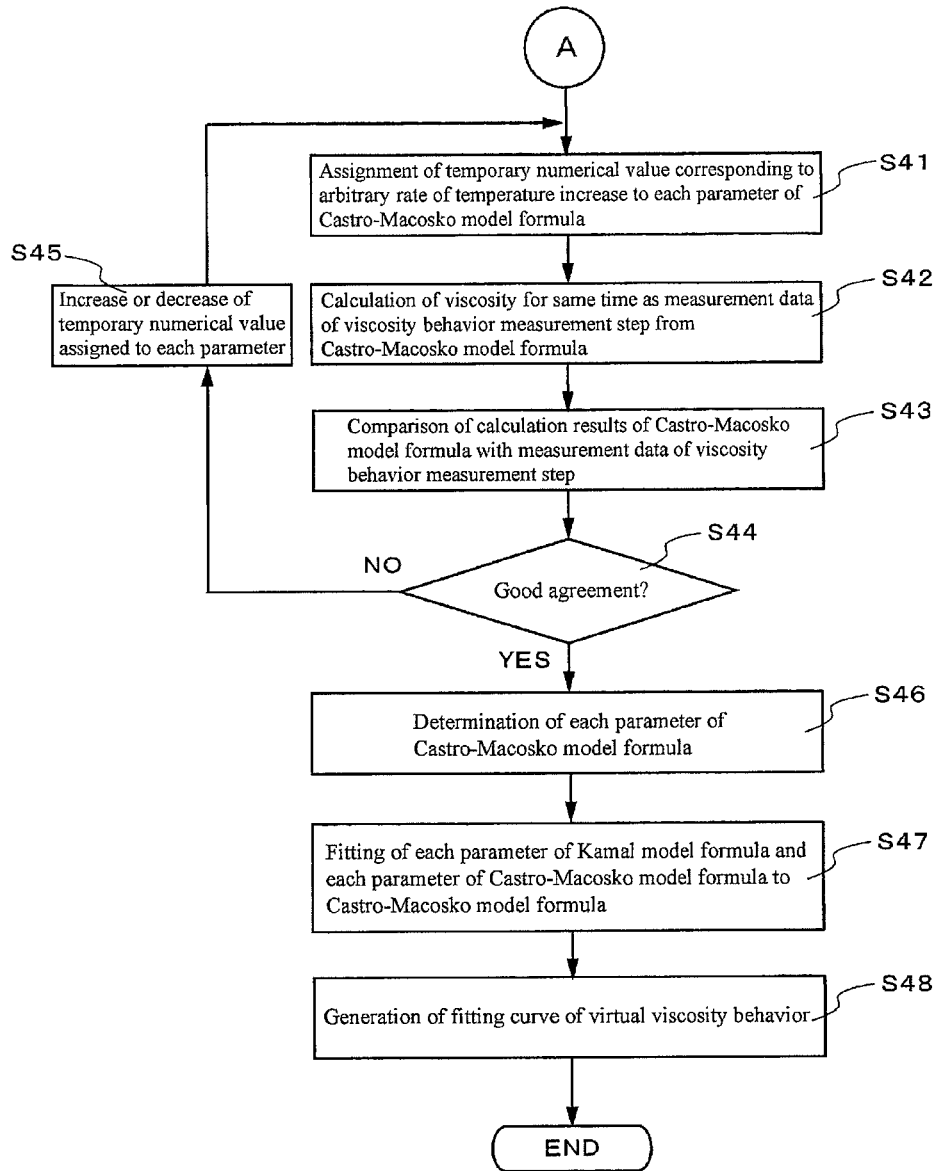 A
Assignment of temporary numerical value corresponding to
arbitrary rate of temperature increase to each parameter of
Castro-Macosko model formula
S41
S45
Increase or decrease of
temporary numerical value
assigned to each parameter
Calculation of viscosity for same time as measurement data
of viscosity behavior measurement step from
Castro-Macosko model formula
S42
Comparison of calculation results of Castro-Macosko
model formula with measurement data of viscosity
behavior measurement step
S43
S44
NO
Good agreement?
YES
Determination of each parameter of
Castro-Macosko model formula
S46
Fitting of each parameter of Kamal model formula and
each parameter of Castro-Macosko model formula to
Castro-Macosko model formula
S47
Generation of fitting curve of virtual viscosity behavior
S48
END